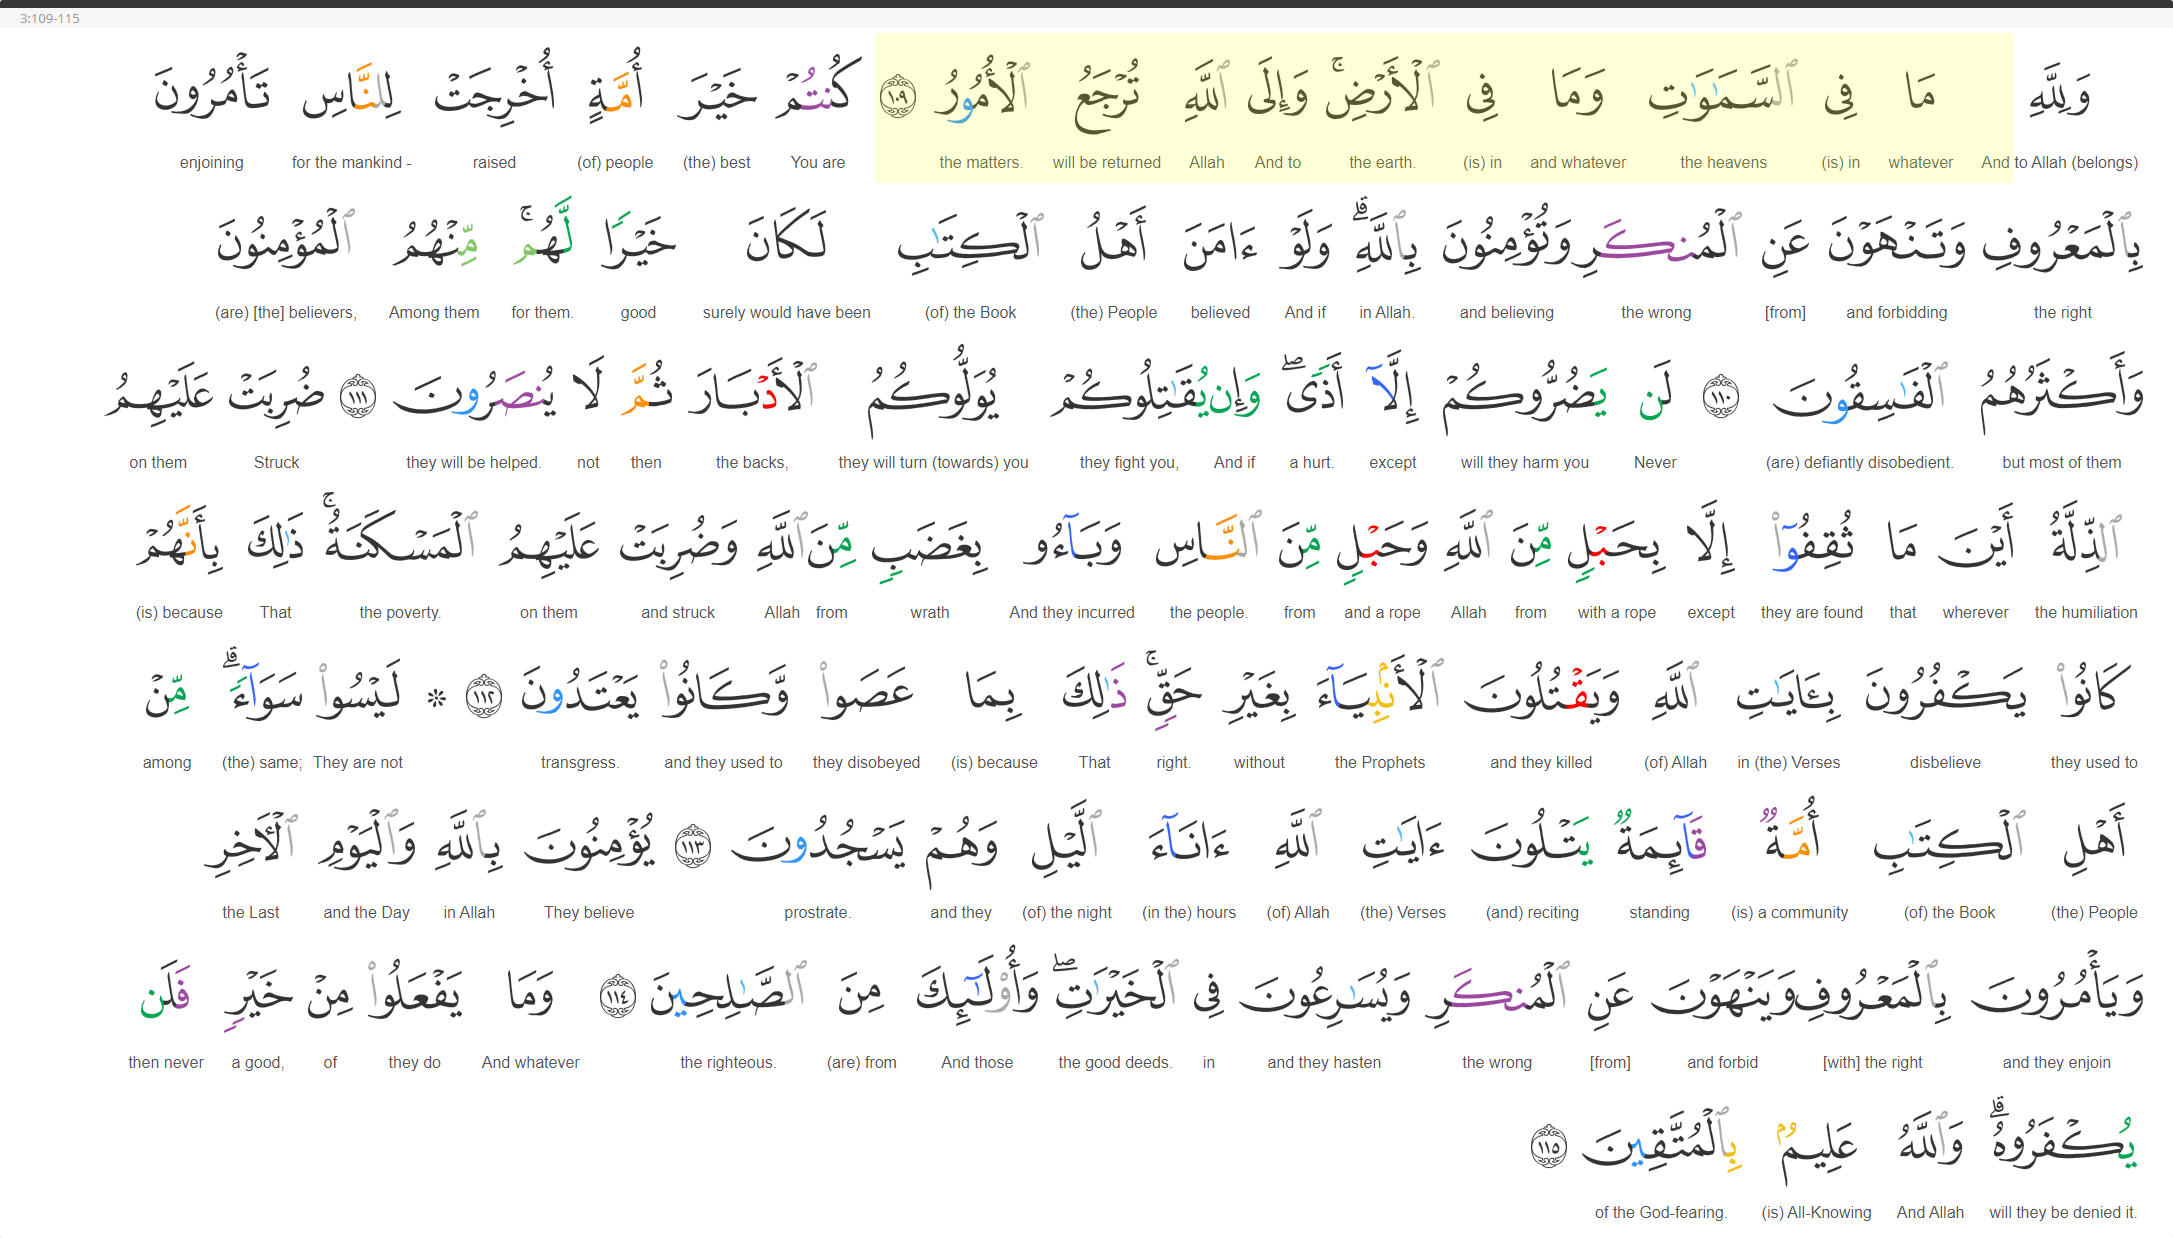 3:109-115
وَلِلَّهِ مَا فِى ٱلسَّمَـٰوَٰتِ وَمَا فِى ٱلْأَرْضِ ۚ وَإِلَى ٱللَّهِ تُرْجَعُ ٱلْأُمُورُ ١٠٩ كُنتُمْ خَيْرَ أُمَّةٍ أُخْرِجَتْ لِلنَّاسِ تَأْمُرُونَ
And to Allah (belongs) whatever (is) in the heavens and whatever (is) in the earth. And to Allah will be returned the matters. You are (the) best (of) people raised for the mankind - enjoining
بِٱلْمَعْرُوفِ وَتَنْهَوْنَ عَنِ ٱلْمُنكَرِ وَتُؤْمِنُونَ بِٱللَّهِ ۗ وَلَوْ ءَامَنَ أَهْلُ ٱلْكِتَـٰبِ لَكَانَ خَيْرًا لَّهُم ۚ مِّنْهُمُ ٱلْمُؤْمِنُونَ
the right and forbidding [from] the wrong and believing in Allah. And if believed (the) People (of) the Book surely would have been good for them. Among them (are) [the] believers,
وَأَكْثَرُهُمُ ٱلْفَـٰسِقُونَ ١١٠ لَن يَضُرُّوكُمْ إِلَّآ أَذًى ۖ وَإِن يُقَـٰتِلُوكُمْ يُوَلُّوكُمُ ٱلْأَدْبَارَ ثُمَّ لَا يُنصَرُونَ ١١١ ضُرِبَتْ عَلَيْهِمُ
but most of them (are) defiantly disobedient. Never will they harm you except a hurt. And if they fight you, they will turn (towards) you the backs, then not they will be helped. Struck on them
ٱلذِّلَّةُ أَيْنَ مَا ثُقِفُوٓا۟ إِلَّا بِحَبْلٍ مِّنَ ٱللَّهِ وَحَبْلٍ مِّنَ ٱلنَّاسِ وَبَآءُو بِغَضَبٍ مِّنَ ٱللَّهِ وَضُرِبَتْ عَلَيْهِمُ ٱلْمَسْكَنَةُ ۚ ذَٰلِكَ بِأَنَّهُمْ
the humiliation wherever that they are found except with a rope from Allah and a rope from the people. And they incurred wrath from Allah and struck on them the poverty. That (is) because
كَانُوا۟ يَكْفُرُونَ بِـَٔايَـٰتِ ٱللَّهِ وَيَقْتُلُونَ ٱلْأَنۢبِيَآءَ بِغَيْرِ حَقٍّ ۚ ذَٰلِكَ بِمَا عَصَوا۟ وَّكَانُوا۟ يَعْتَدُونَ ١١٢ * لَيْسُوا۟ سَوَآءً ۗ مِّنْ
they used to disbelieve in (the) Verses (of) Allah and they killed the Prophets without right. That (is) because they disobeyed and they used to transgress. They are not (the) same; among
أَهْلِ ٱلْكِتَـٰبِ أُمَّةٌ قَآئِمَةٌ يَتْلُونَ ءَايَـٰتِ ٱللَّهِ ءَانَآءَ ٱلَّيْلِ وَهُمْ يَسْجُدُونَ ١١٣ يُؤْمِنُونَ بِٱللَّهِ وَٱلْيَوْمِ ٱلْـَٔاخِرِ
(the) People (of) the Book (is) a community standing (and) reciting (the) Verses (of) Allah (in the) hours (of) the night and they prostrate. They believe in Allah and the Day the Last
وَيَأْمُرُونَ بِٱلْمَعْرُوفِ وَيَنْهَوْنَ عَنِ ٱلْمُنكَرِ وَيُسَـٰرِعُونَ فِى ٱلْخَيْرَٰتِ ۖ وَأُو۟لَـٰٓئِكَ مِنَ ٱلصَّـٰلِحِينَ ١١٤ وَمَا يَفْعَلُوا۟ مِنْ خَيْرٍ فَلَن
and they enjoin [with] the right and forbid [from] the wrong and they hasten in the good deeds. And those (are) from the righteous. And whatever they do of a good, then never
يُكْفَرُوهُ ۗ وَٱللَّهُ عَلِيمٌۢ بِٱلْمُتَّقِينَ ١١٥
will they be denied it. And Allah (is) All-Knowing of the God-fearing.